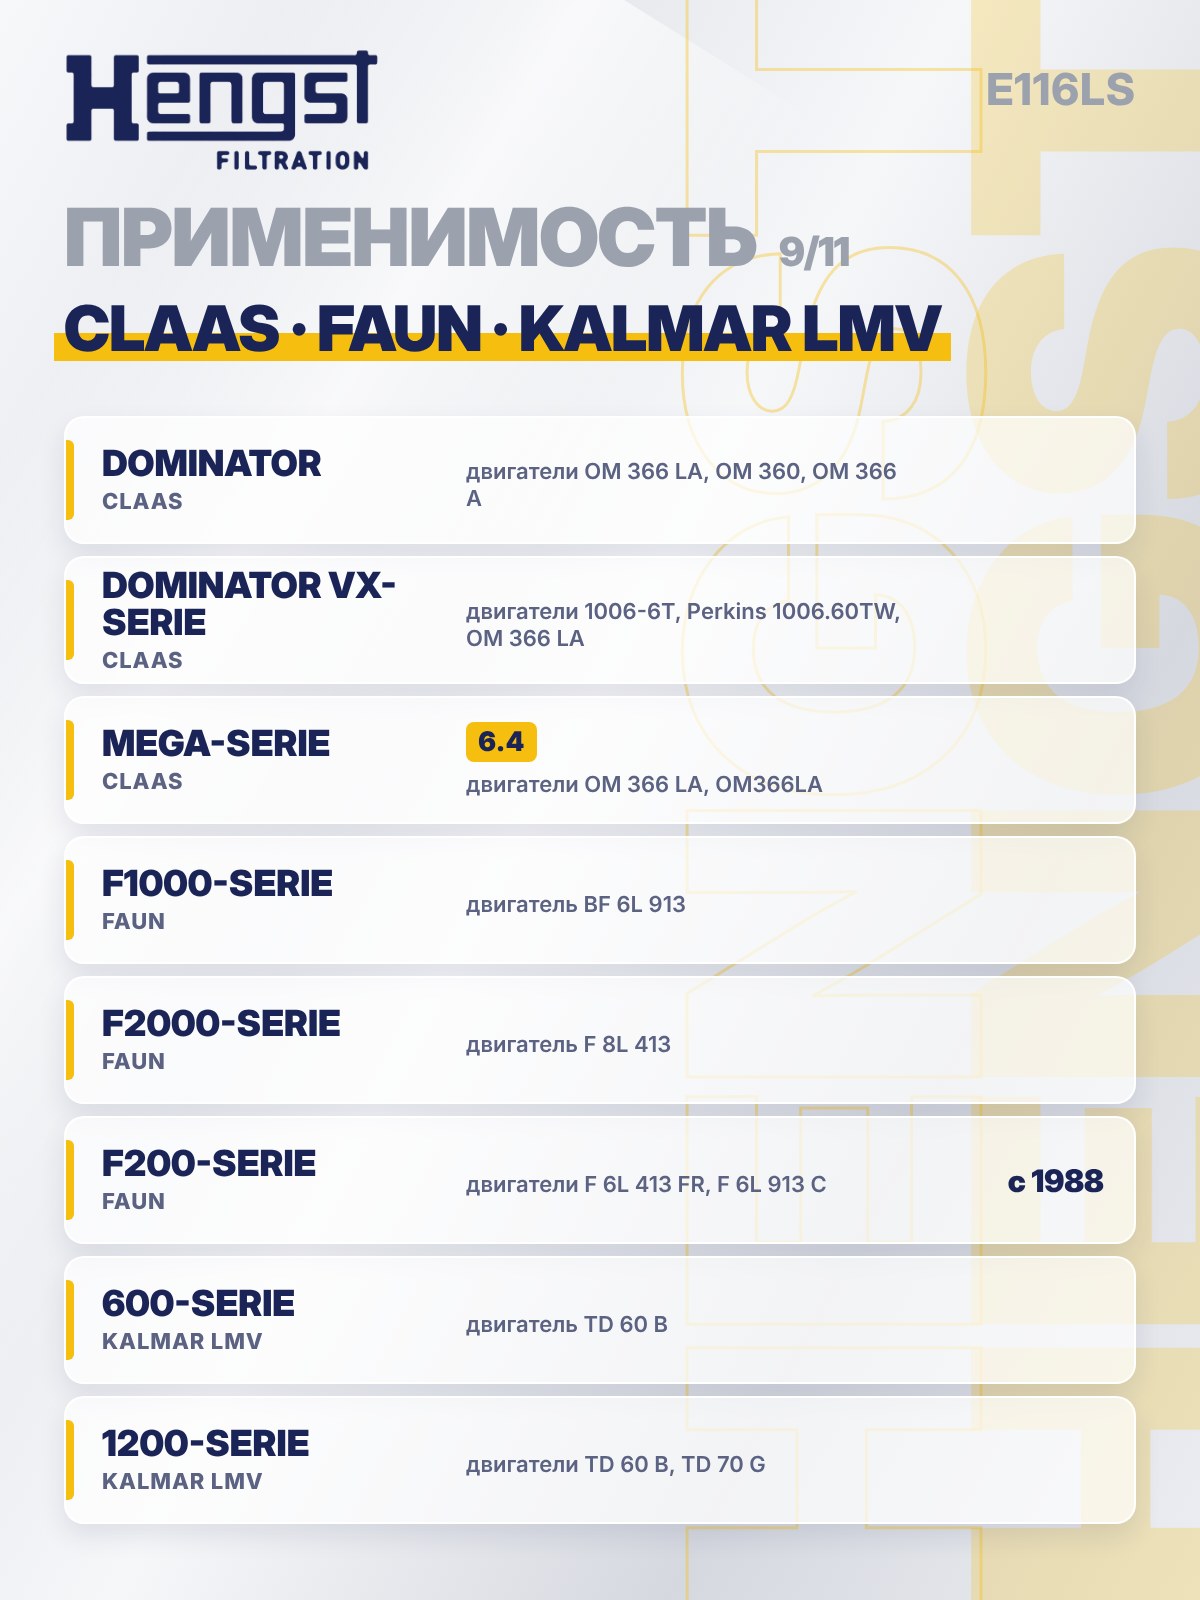 Hengst
FILTRATION
E116LS
ПРИМЕНИМОСТЬ 9/11
CLAAS · FAUN · KALMAR LMV
DOMINATOR
CLAAS
двигатели OM 366 LA, OM 360, OM 366
A
DOMINATOR VX-
SERIE
CLAAS
двигатели 1006-6T, Perkins 1006.60TW,
OM 366 LA
MEGA-SERIE
CLAAS
6.4
двигатели OM 366 LA, OM366LA
F1000-SERIE
FAUN
двигатель BF 6L 913
F2000-SERIE
FAUN
двигатель F 8L 413
F200-SERIE
FAUN
двигатели F 6L 413 FR, F 6L 913 C
с 1988
600-SERIE
KALMAR LMV
двигатель TD 60 B
1200-SERIE
KALMAR LMV
двигатели TD 60 B, TD 70 G
HENGST
HENGST